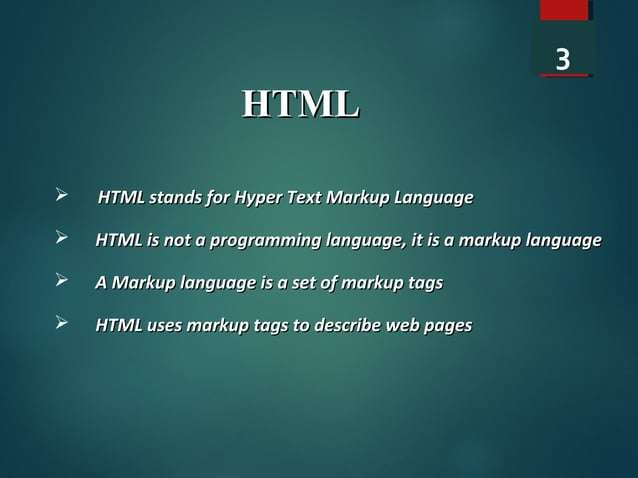 3
HTML
➢ HTML stands for Hyper Text Markup Language
➢ HTML is not a programming language, it is a markup language
➢ A Markup language is a set of markup tags
➢ HTML uses markup tags to describe web pages